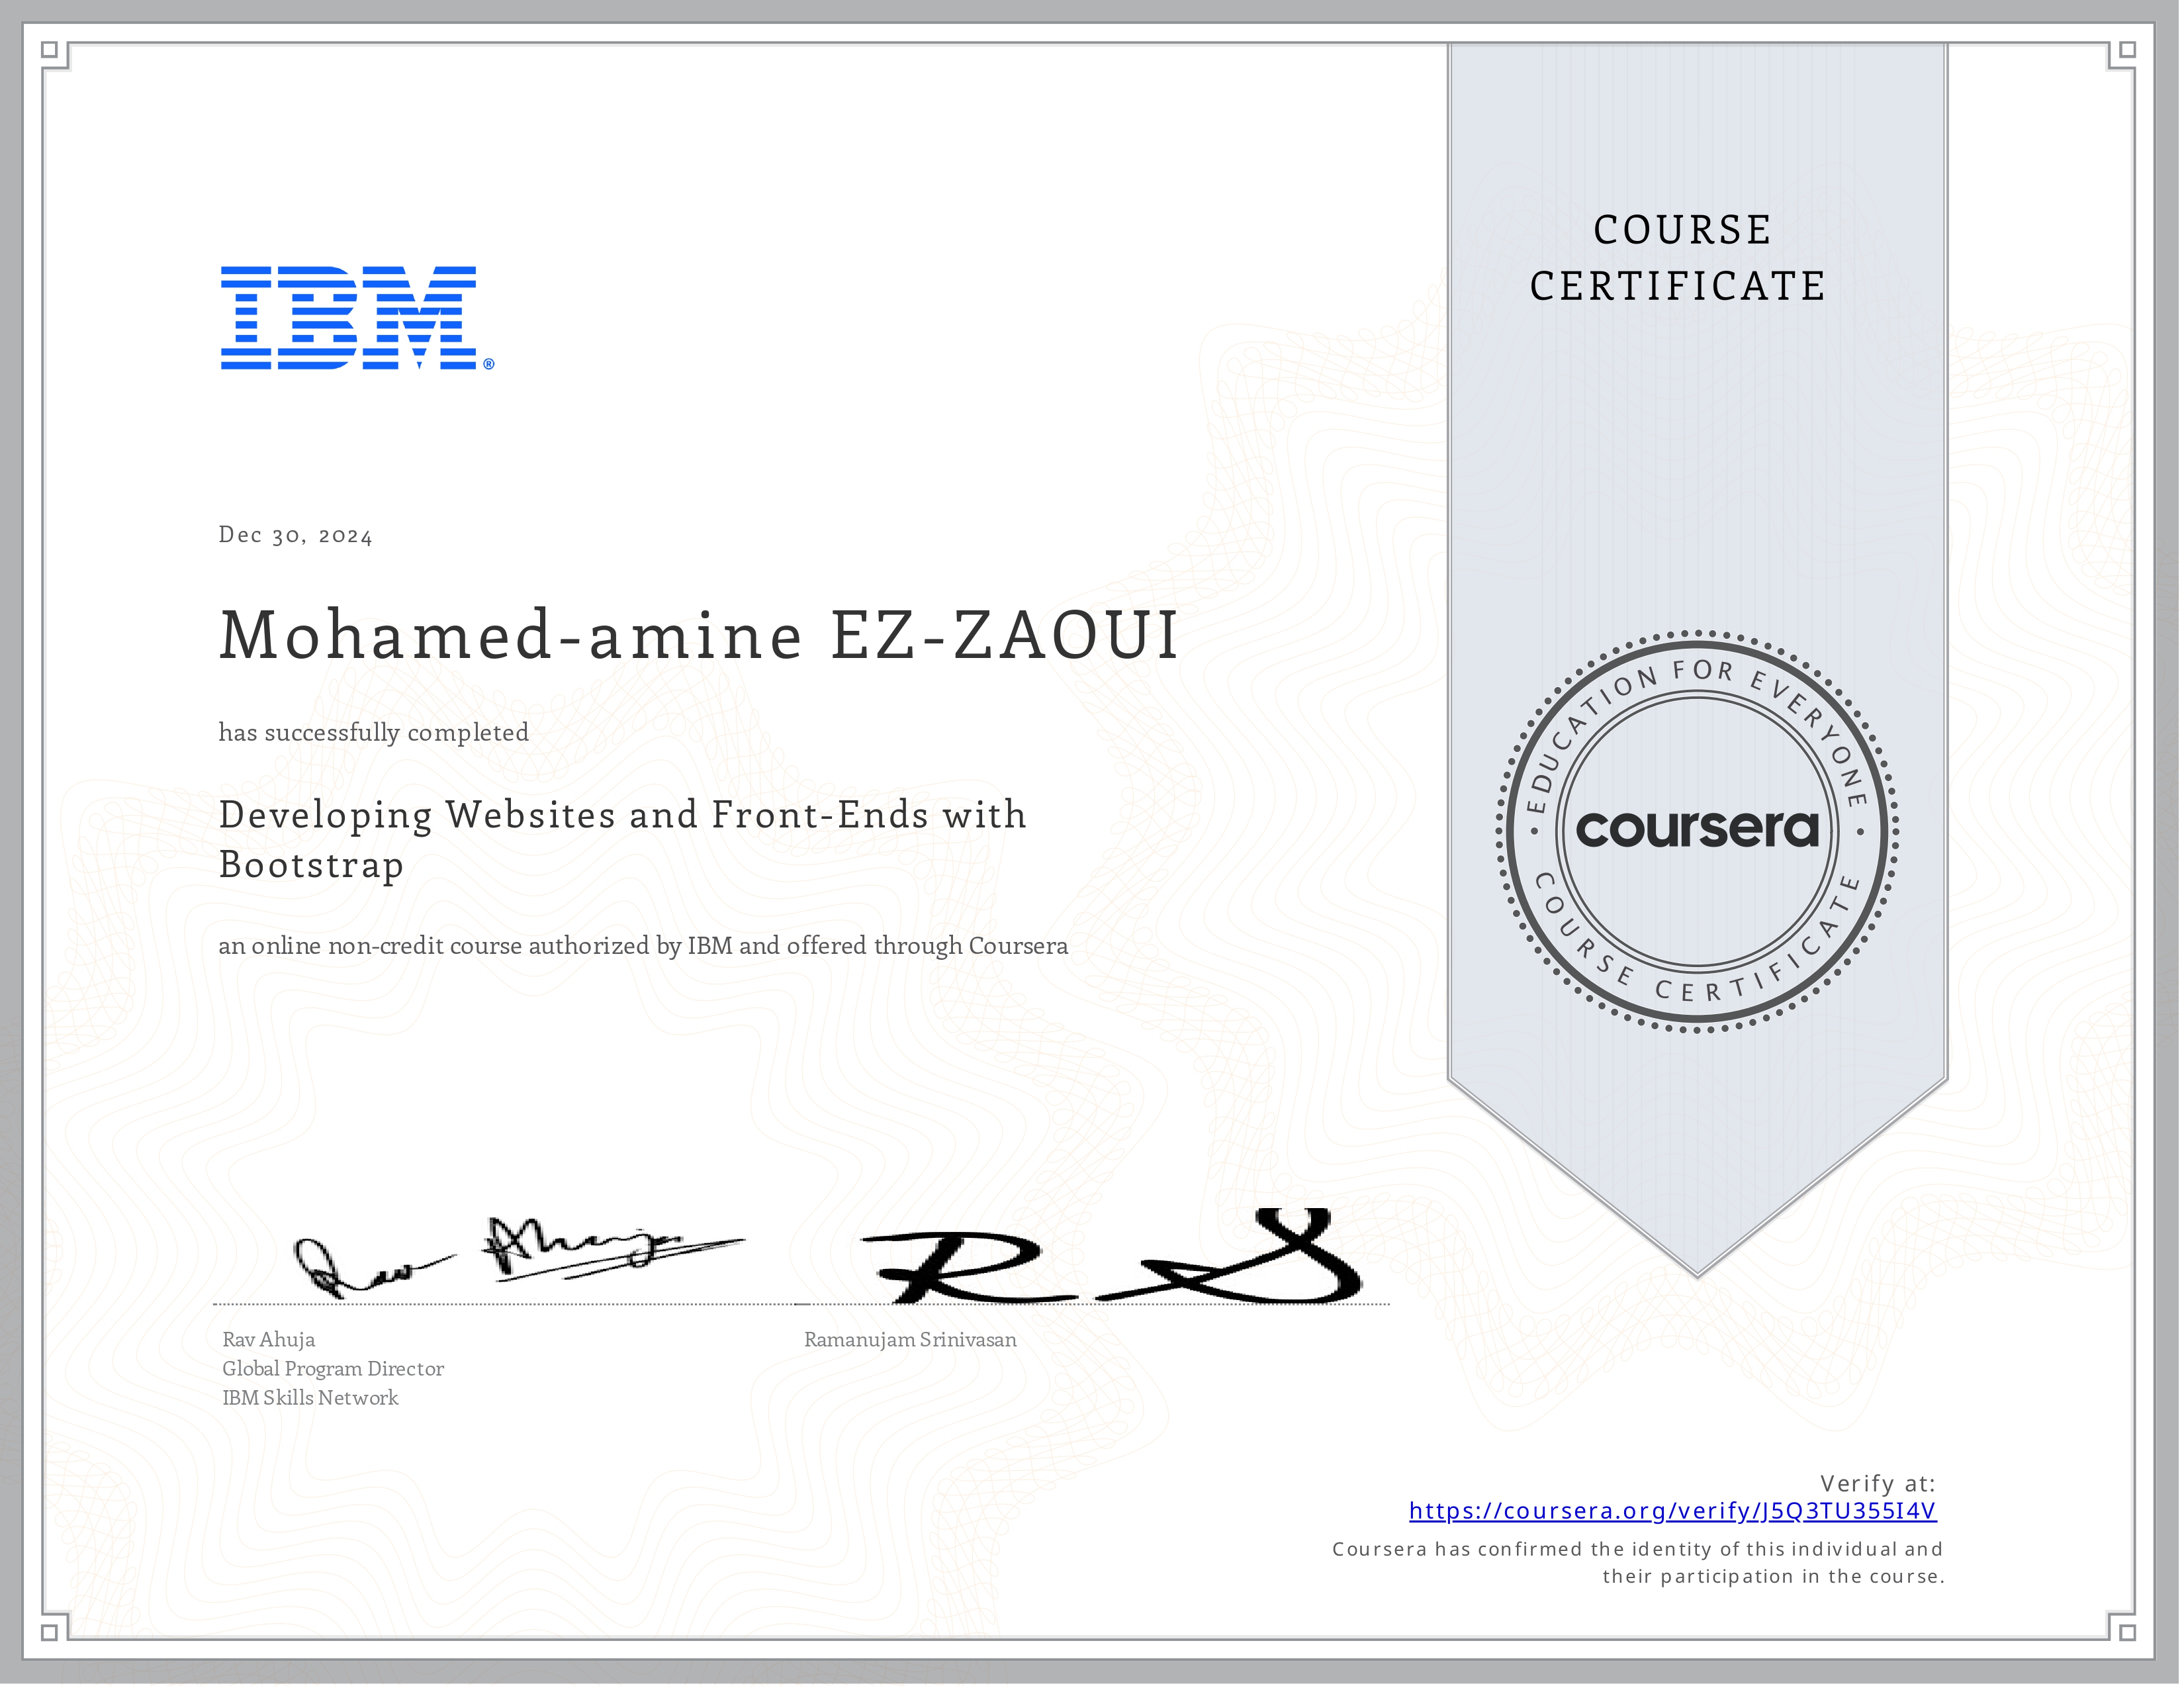 IBM®
COURSE
CERTIFICATE
Dec 30, 2024
Mohamed-amine EZ-ZAOUI
has successfully completed
Developing Websites and Front-Ends with
Bootstrap
an online non-credit course authorized by IBM and offered through Coursera
• EDUCATION FOR EVERYONE •
coursera
COURSE CERTIFICATE
Rav Ahuja
Global Program Director
IBM Skills Network
Ramanujam Srinivasan
Verify at:
https://coursera.org/verify/J5Q3TU355I4V
Coursera has confirmed the identity of this individual and
their participation in the course.